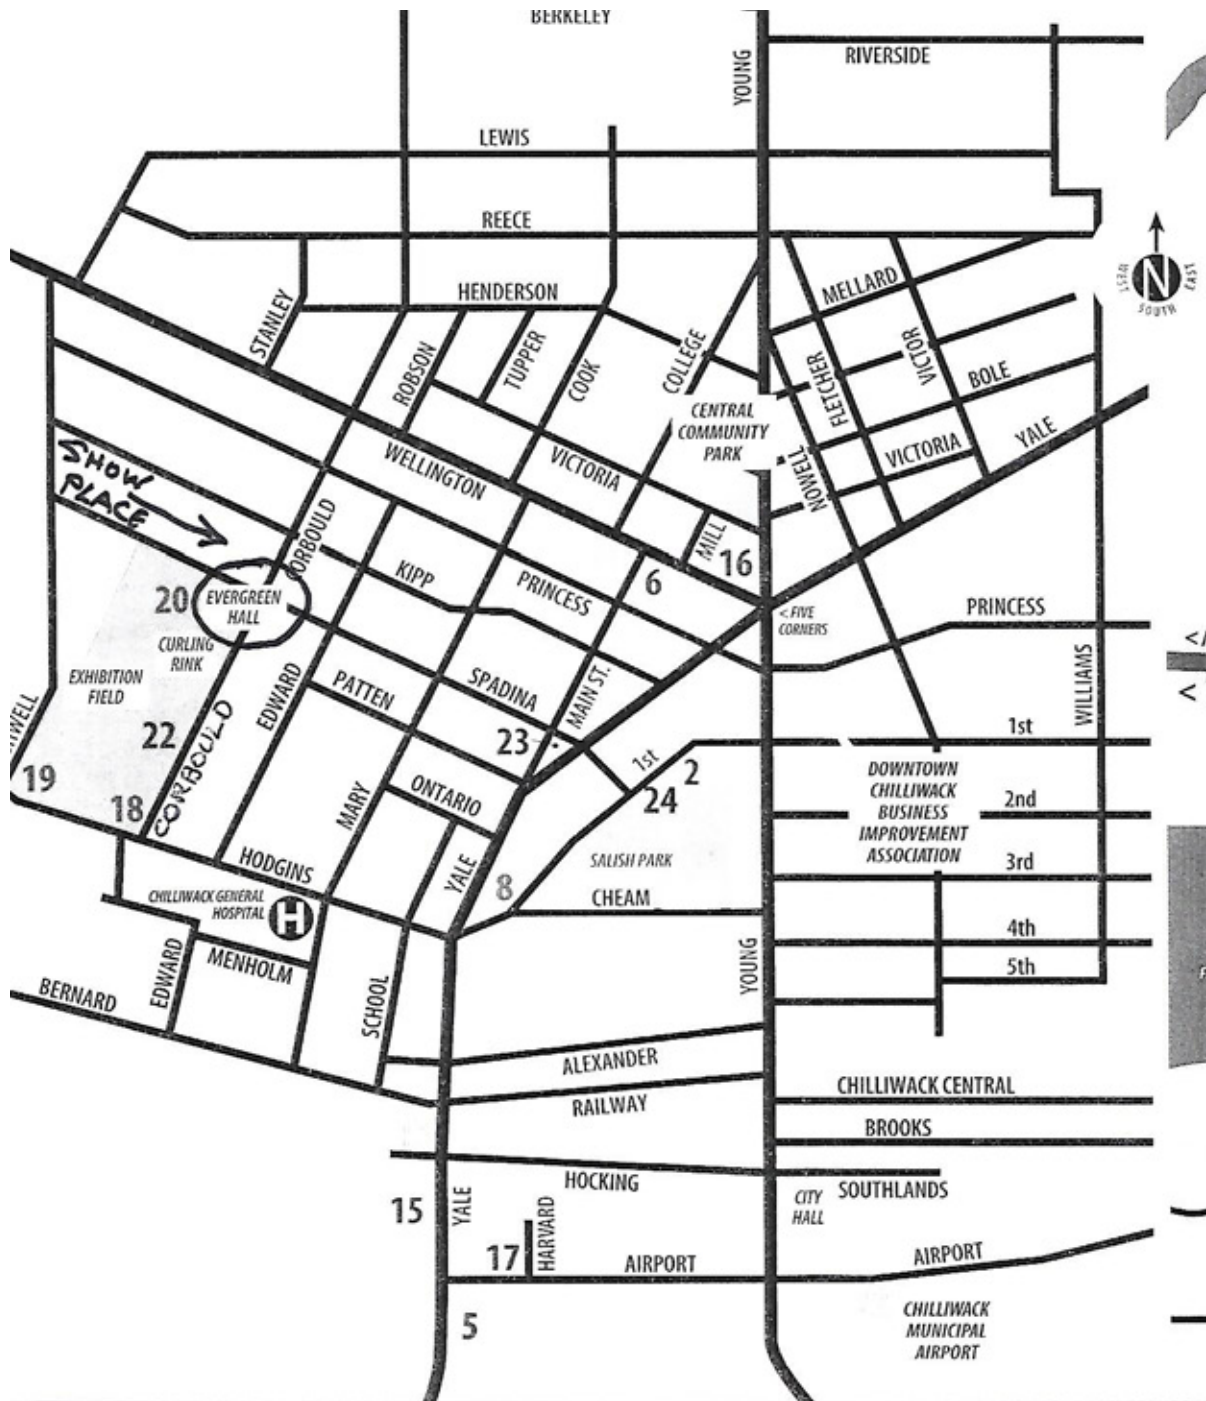 BERKELEY
YOUNG
RIVERSIDE
LEWIS
REECE
WEST
N
EAST
SOUTH
HENDERSON
MELLARD
STANLEY
ROBSON
TUPPER
COOK
COLLEGE
FLETCHER
VICTOR
BOLE
CENTRAL
COMMUNITY
PARK
YALE
SHOW
PLACE
WELLINGTON
VICTORIA
NOWELL
VICTORIA
MILL
16
CORBOULD
KIPP
PRINCESS
6
20
EVERGREEN
HALL
< FIVE
CORNERS
PRINCESS
CURLING
RINK
EXHIBITION
FIELD
EDWARD
PATTEN
SPADINA
MAIN ST.
WILLIAMS
22
CORBOULD
23
1st
2
1st
19
18
MARY
ONTARIO
24
DOWNTOWN
CHILLIWACK
BUSINESS
IMPROVEMENT
ASSOCIATION
2nd
HODGINS
YALE
8
SALISH PARK
3rd
CHILLIWACK GENERAL
HOSPITAL
H
CHEAM
4th
EDWARD
MENHOLM
YOUNG
5th
BERNARD
SCHOOL
ALEXANDER
RAILWAY
CHILLIWACK CENTRAL
BROOKS
HOCKING
SOUTHLANDS
15
YALE
CITY
HALL
17
HARVARD
AIRPORT
AIRPORT
5
CHILLIWACK
MUNICIPAL
AIRPORT